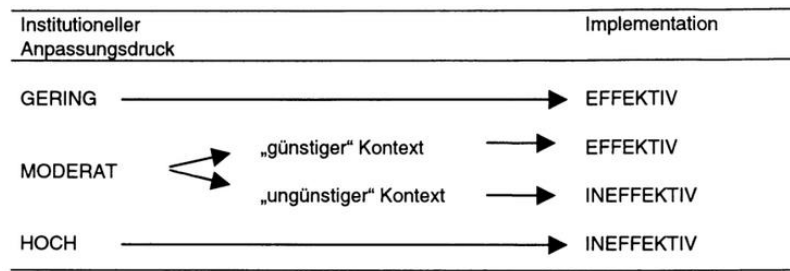 Institutioneller
Anpassungsdruck
Implementation
GERING
EFFEKTIV
„günstiger“ Kontext
EFFEKTIV
MODERAT
„ungünstiger“ Kontext
INEFFEKTIV
HOCH
INEFFEKTIV